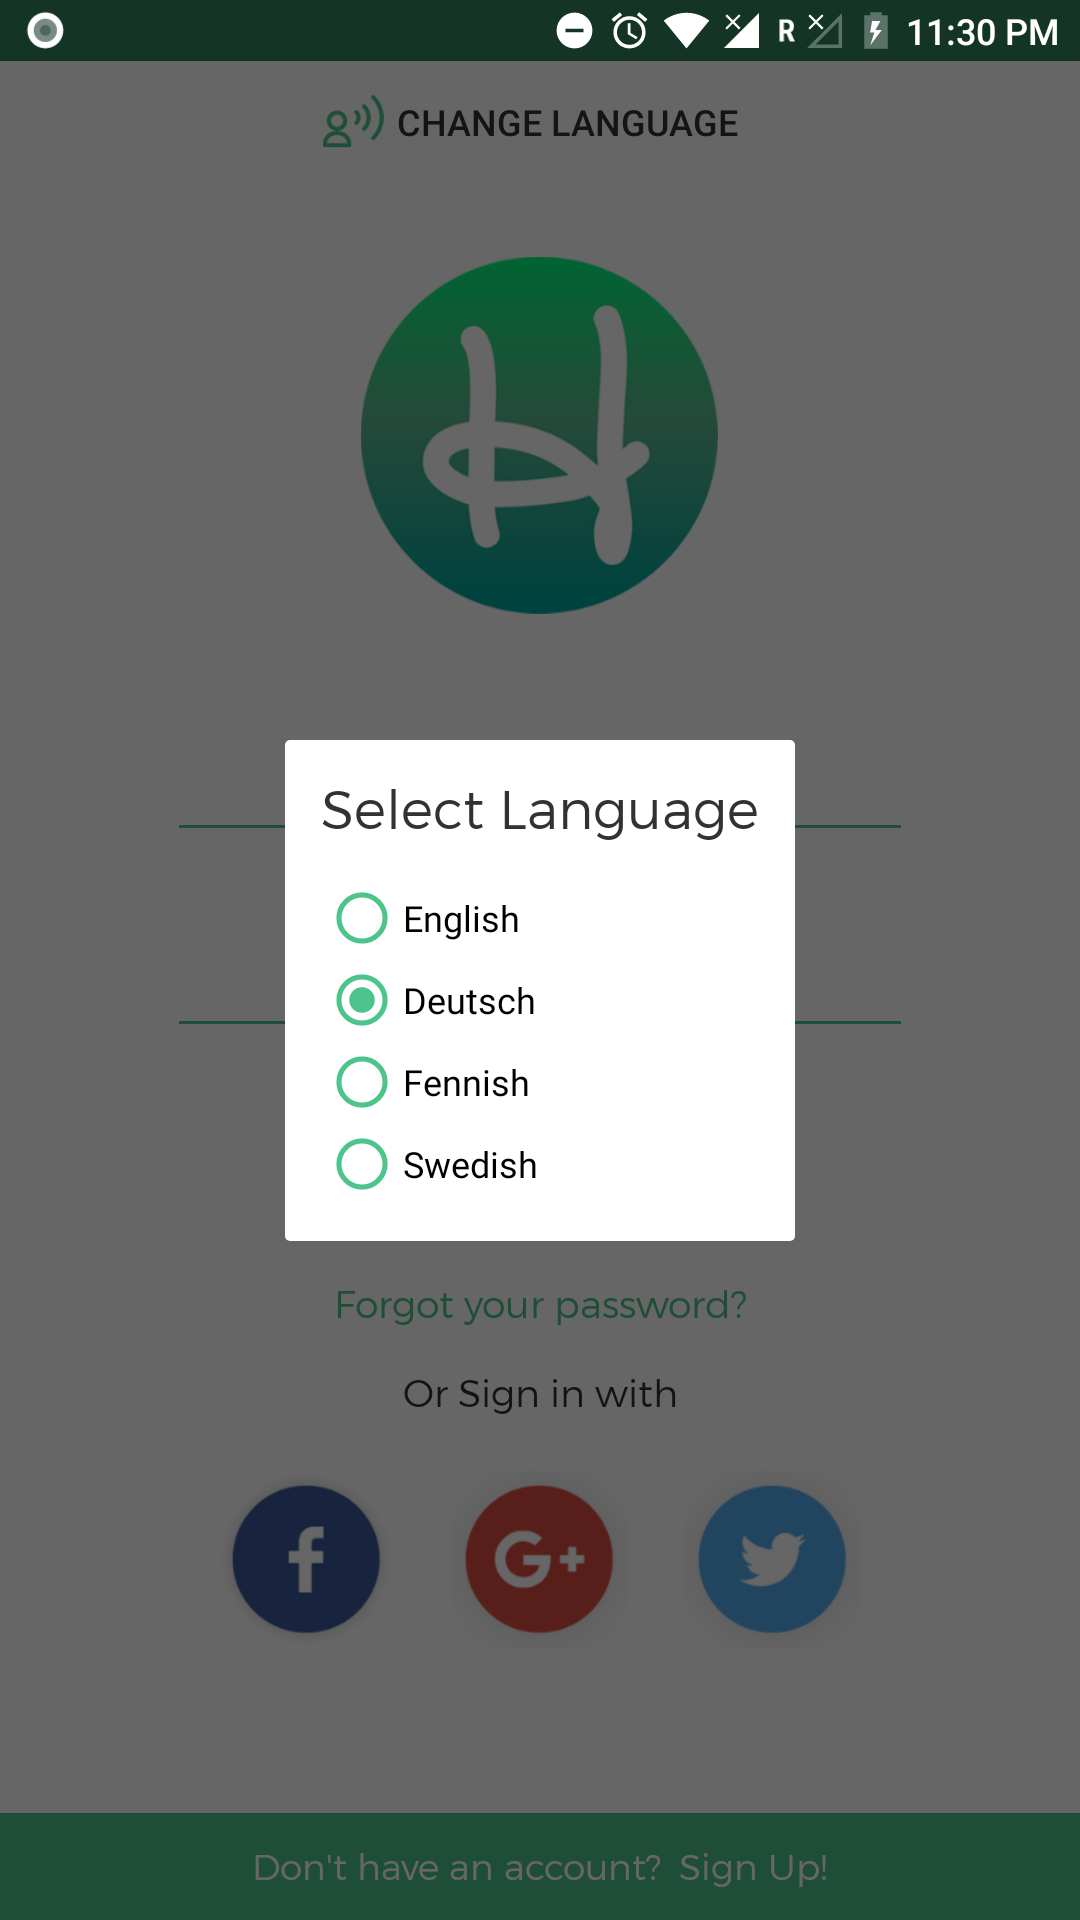 R 11:30 PM
CHANGE LANGUAGE
H
Select Language
English
Deutsch
Fennish
Swedish
Forgot your password?
Or Sign in with
f G+
Don't have an account? Sign Up!